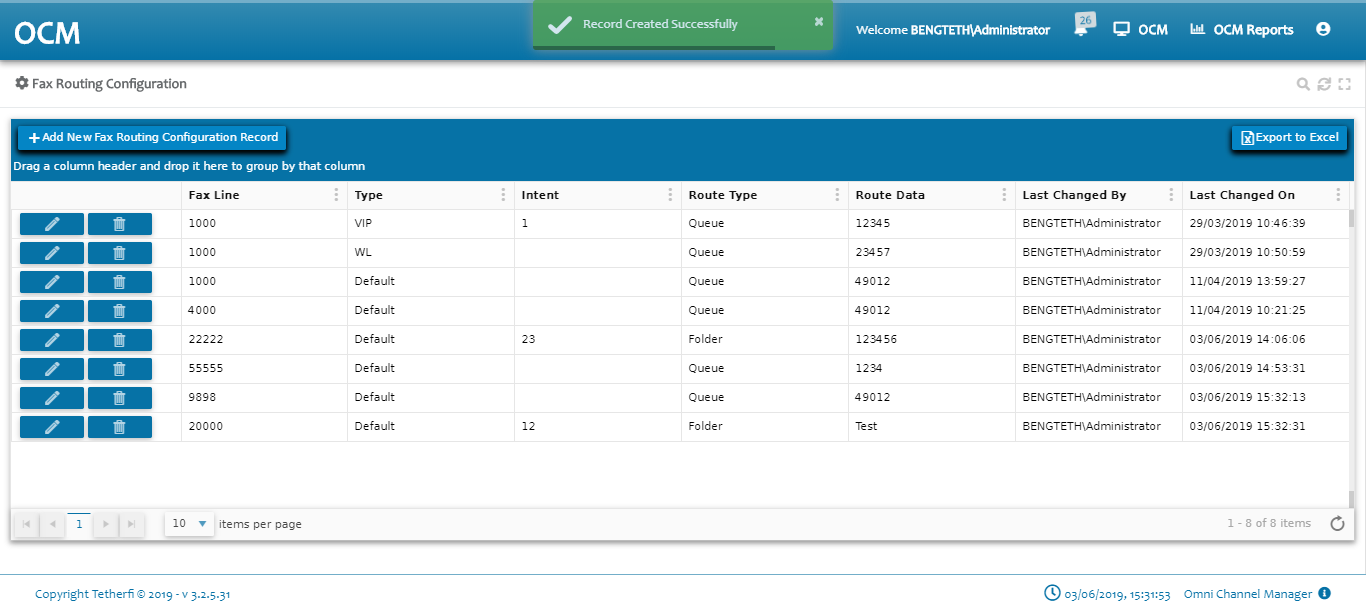 OCM
Record Created Successfully
Welcome BENGTETH\Administrator
26
OCM
OCM Reports
Fax Routing Configuration
Add New Fax Routing Configuration Record
Export to Excel
Drag a column header and drop it here to group by that column
Fax Line Type Intent Route Type Route Data Last Changed By Last Changed On
1000 VIP 1 Queue 12345 BENGTETH\Administrator 29/03/2019 10:46:39
1000 WL Queue 23457 BENGTETH\Administrator 29/03/2019 10:50:59
1000 Default Queue 49012 BENGTETH\Administrator 11/04/2019 13:59:27
4000 Default Queue 49012 BENGTETH\Administrator 11/04/2019 10:21:25
22222 Default 23 Folder 123456 BENGTETH\Administrator 03/06/2019 14:06:06
55555 Default Queue 1234 BENGTETH\Administrator 03/06/2019 14:53:31
9898 Default Queue 49012 BENGTETH\Administrator 03/06/2019 15:32:13
20000 Default 12 Folder Test BENGTETH\Administrator 03/06/2019 15:32:31
1 10 items per page 1 - 8 of 8 items
Copyright Tetherfi © 2019 - v 3.2.5.31
03/06/2019, 15:31:53 Omni Channel Manager